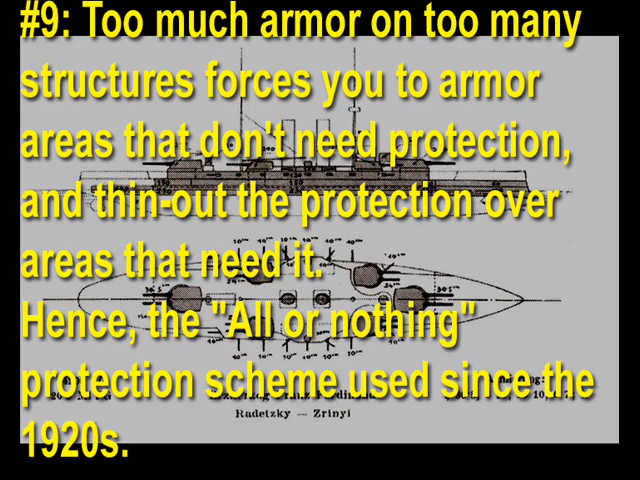 #9: Too much armor on too many
structures forces you to armor
areas that don't need protection,
and thin-out the protection over
areas that need it.
Hence, the "All or nothing"
protection scheme used since the
1920s.
Radetzky — Zrinyi